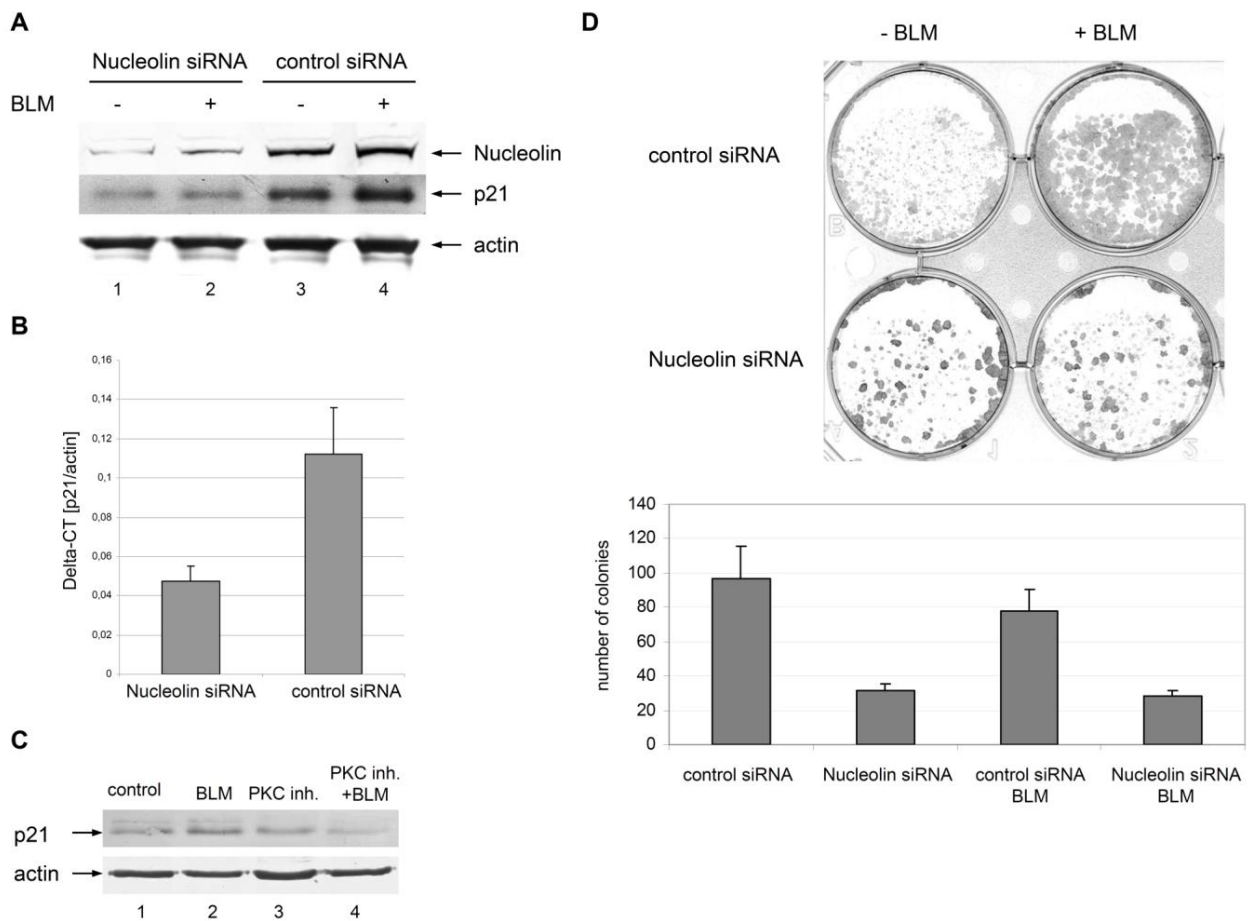 A
Nucleolin siRNA control siRNA
BLM - + - +
Nucleolin
p21
actin
1 2 3 4
B
0,16
0,14
0,12
0,1
0,08
0,06
0,04
0,02
0
Delta-CT [p21/actin]
Nucleolin siRNA control siRNA
C
control BLM PKC inh. PKC inh.
+BLM
p21
actin
1 2 3 4
D
- BLM + BLM
control siRNA
Nucleolin siRNA
140
120
100
80
60
40
20
0
number of colonies
control siRNA Nucleolin siRNA control siRNA Nucleolin siRNA
BLM BLM